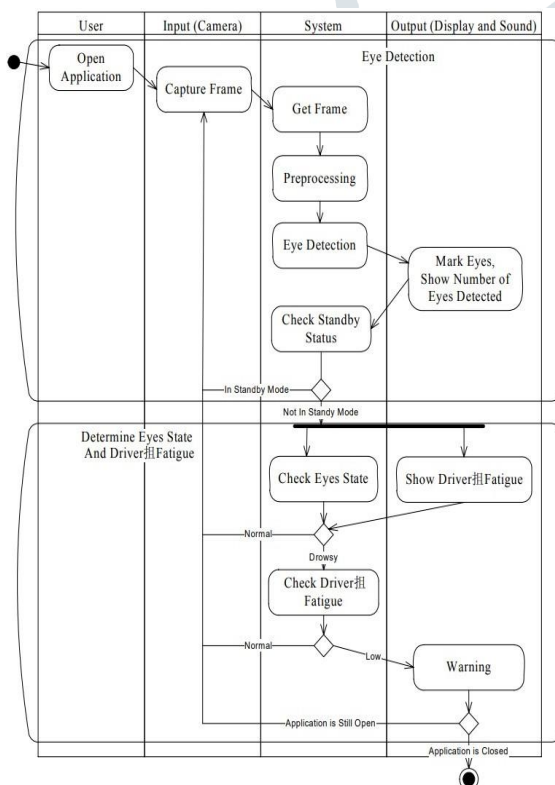 User
Input (Camera)
System
Output (Display and Sound)
Eye Detection
Open
Application
Capture Frame
Get Frame
Preprocessing
Eye Detection
Mark Eyes,
Show Number of
Eyes Detected
Check Standby
Status
In Standby Mode
Not In Standy Mode
Determine Eyes State
And Driver担Fatigue
Check Eyes State
Show Driver担Fatigue
Normal
Drowsy
Check Driver担
Fatigue
Normal
Low
Warning
Application is Still Open
Application is Closed